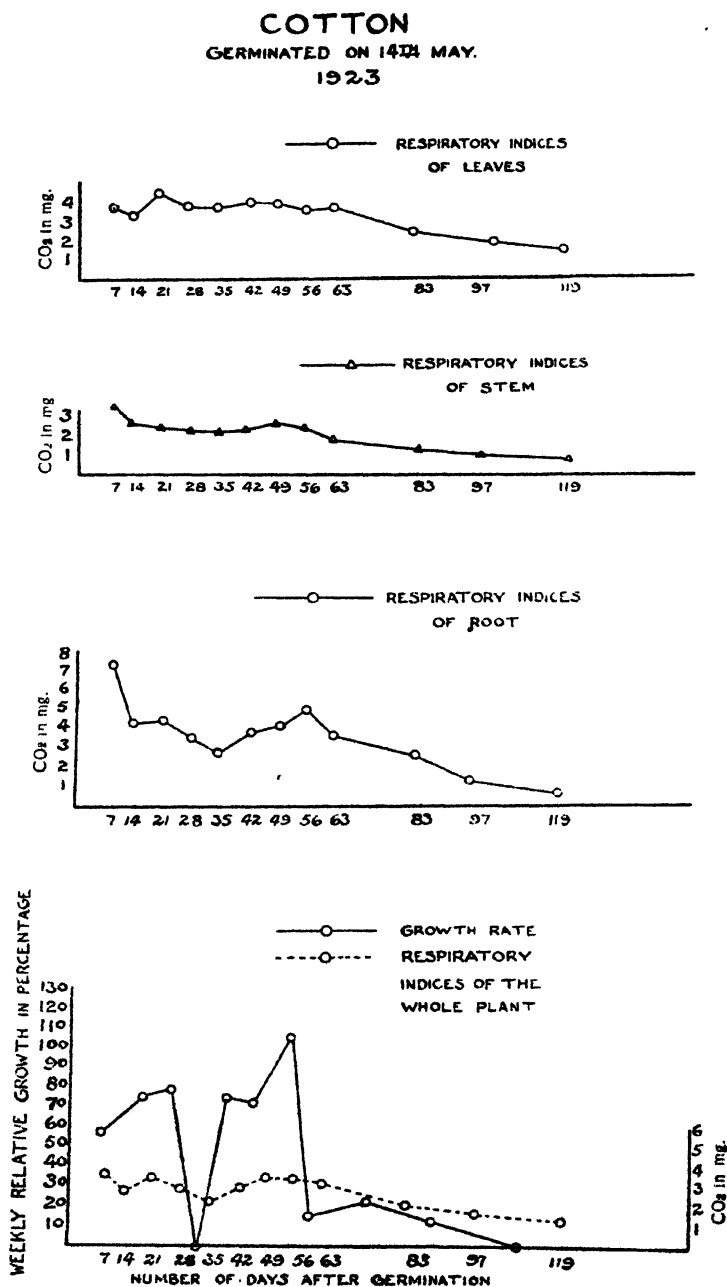 COTTON
GERMINATED ON 14TH MAY.
1923
RESPIRATORY INDICES
OF LEAVES
CO₂ in mg.
4
3
2
1
7 14 21 28 35 42 49 56 63 83 97 119
RESPIRATORY INDICES
OF STEM
CO₂ in mg
3
2
1
7 14 21 28 35 42 49 56 63 83 97 119
RESPIRATORY INDICES
OF ROOT
CO₂ in mg.
8
7
6
5
4
3
2
1
7 14 21 28 35 42 49 56 63 83 97 119
GROWTH RATE
RESPIRATORY
INDICES OF THE
WHOLE PLANT
WEEKLY RELATIVE GROWTH IN PERCENTAGE
130
120
110
100
90
80
70
60
50
40
30
20
10
6
5
4
3
2
1
CO₂ in mg.
7 14 21 28 35 42 49 56 63 83 97 119
NUMBER OF DAYS AFTER GERMINATION